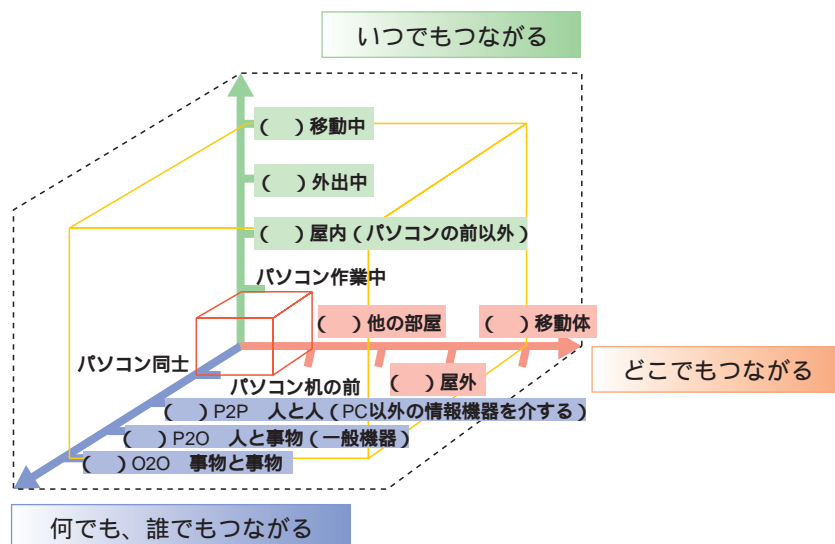 いつでもつながる
(　)移動中
(　)外出中
(　)屋内(パソコンの前以外)
パソコン作業中
(　)他の部屋
(　)移動体
パソコン同士
どこでもつながる
パソコン机の前
(　)屋外
(　)P2P　人と人(PC以外の情報機器を介する)
(　)P2O　人と事物(一般機器)
(　)O2O　事物と事物
何でも、誰でもつながる